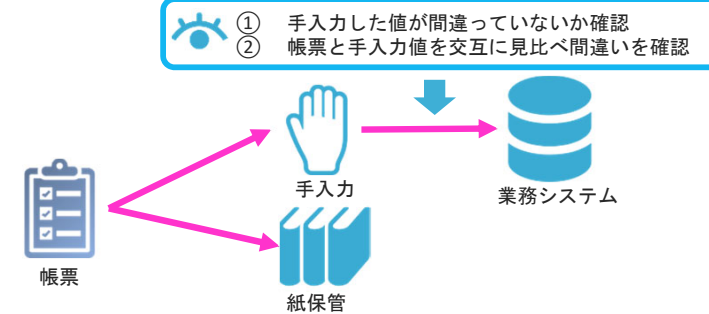 ① 手入力した値が間違っていないか確認
② 帳票と手入力値を交互に見比べ間違いを確認
手入力
業務システム
帳票
紙保管